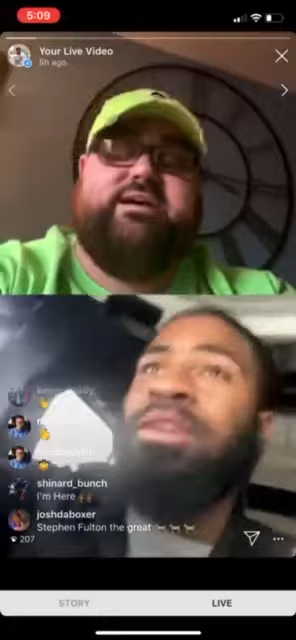 5:09
Your Live Video
5h ago
shinard_bunch
I'm Here 🙌🏾
joshdaboxer
Stephen Fulton the great 🐐 🐐 🐐
207
STORY
LIVE